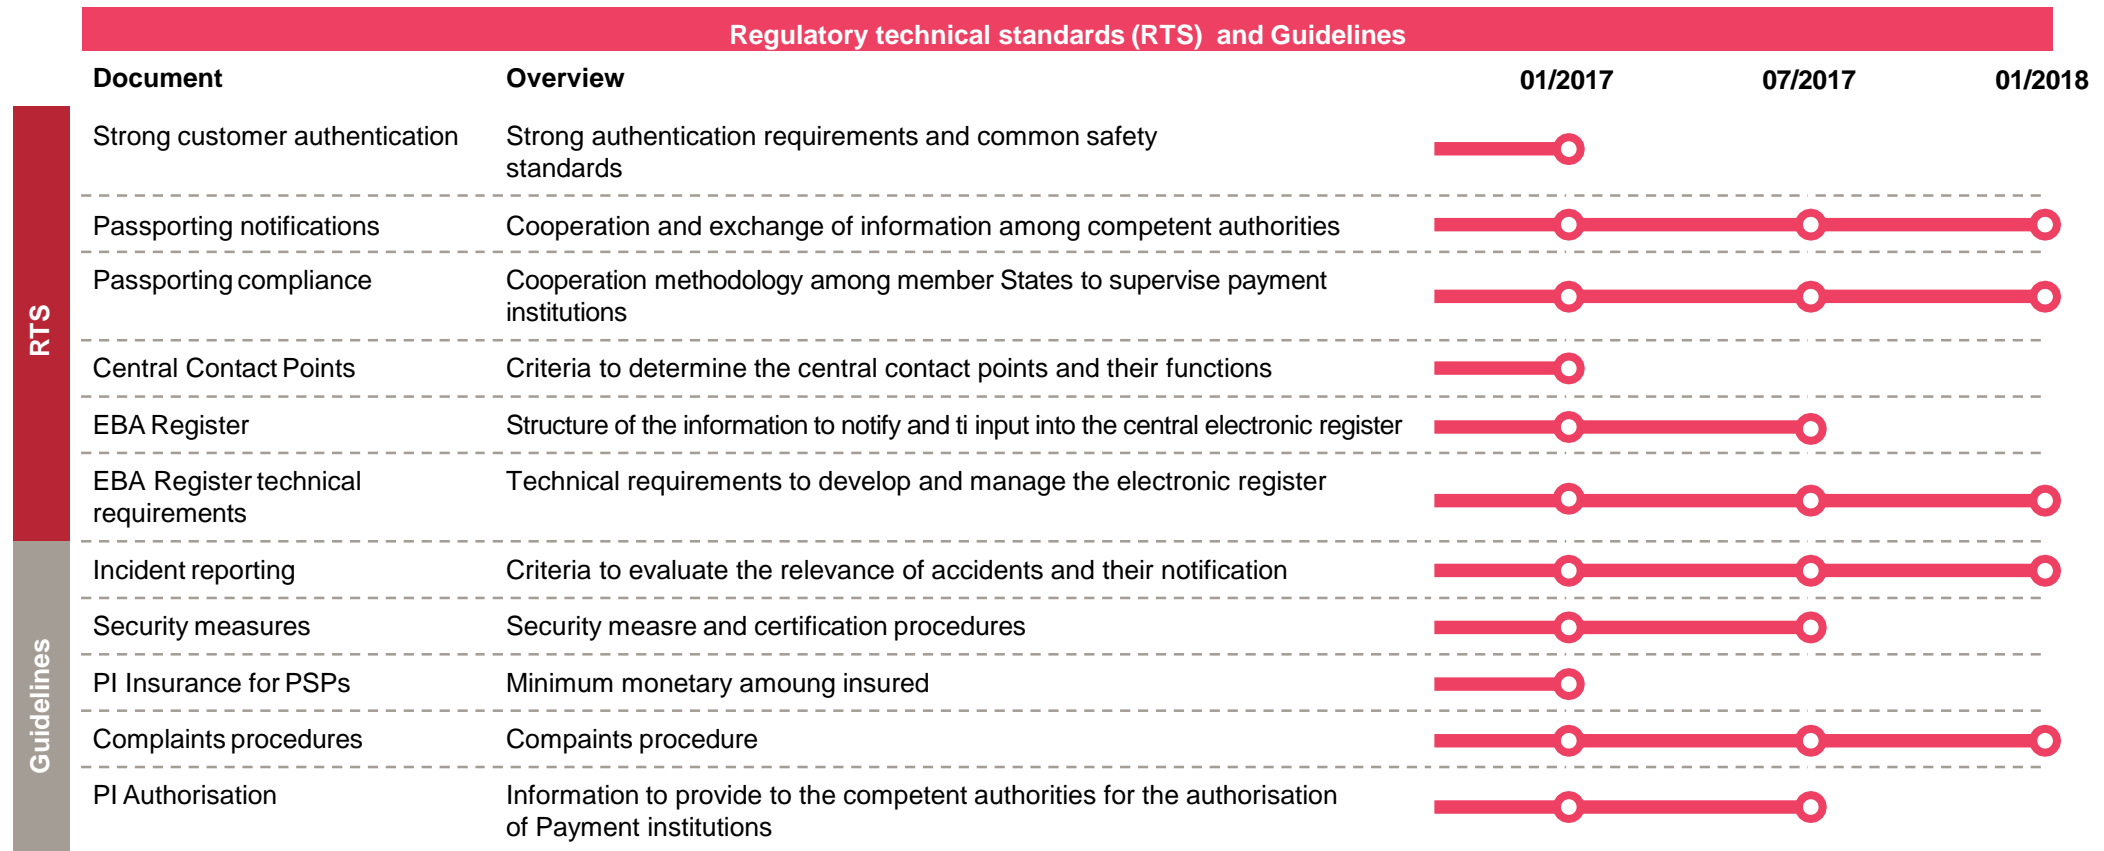 Regulatory technical standards (RTS) and Guidelines
Document
Overview
01/2017
07/2017
01/2018
RTS
Strong customer authentication
Strong authentication requirements and common safety
standards
Passporting notifications
Cooperation and exchange of information among competent authorities
Passporting compliance
Cooperation methodology among member States to supervise payment
institutions
Central Contact Points
Criteria to determine the central contact points and their functions
EBA Register
Structure of the information to notify and ti input into the central electronic register
EBA Register technical
requirements
Technical requirements to develop and manage the electronic register
Guidelines
Incident reporting
Criteria to evaluate the relevance of accidents and their notification
Security measures
Security measre and certification procedures
PI Insurance for PSPs
Minimum monetary amoung insured
Complaints procedures
Compaints procedure
PI Authorisation
Information to provide to the competent authorities for the authorisation
of Payment institutions